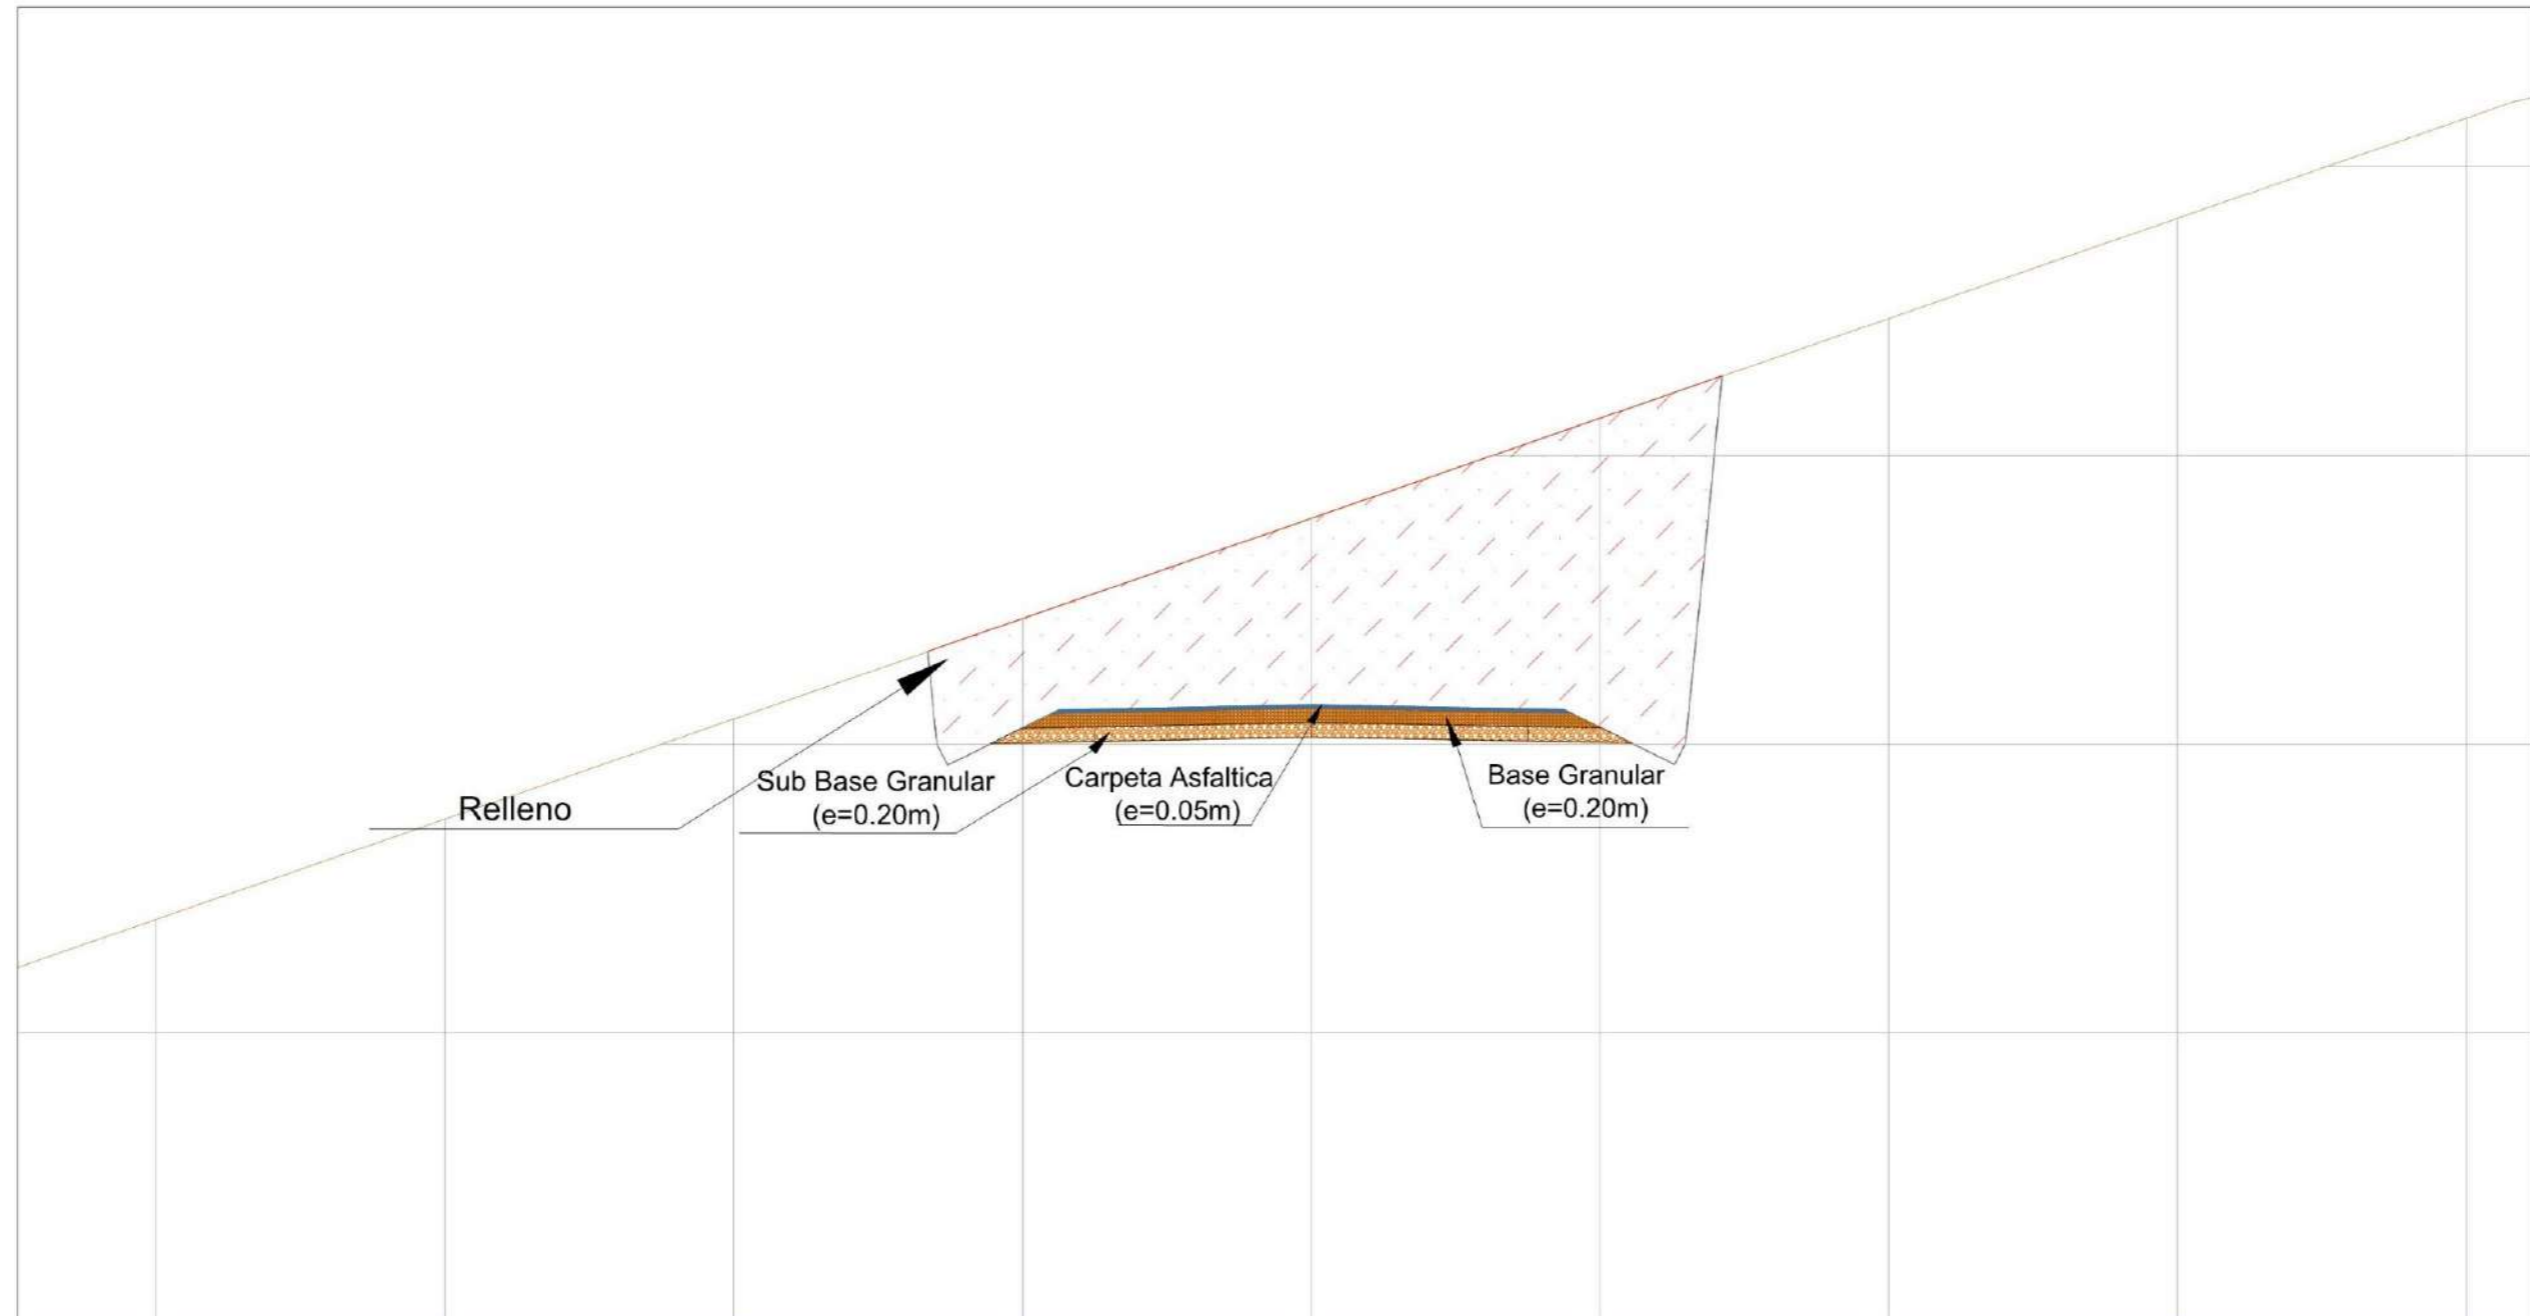 Relleno
Sub Base Granular
(e=0.20m)
Carpeta Asfaltica
(e=0.05m)
Base Granular
(e=0.20m)